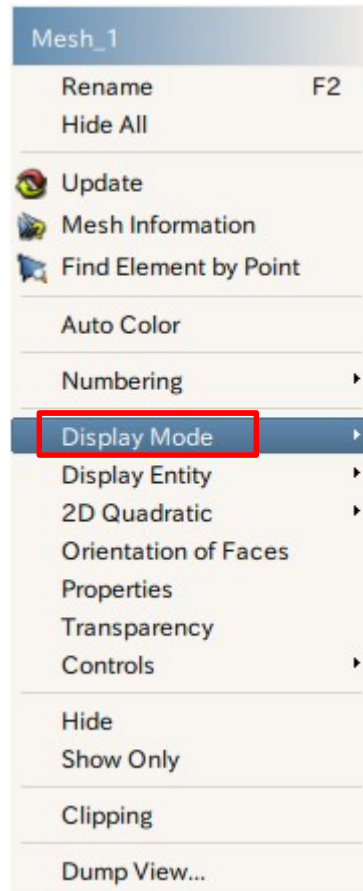 Mesh_1
Rename F2
Hide All
Update
Mesh Information
Find Element by Point
Auto Color
Numbering
Display Mode
Display Entity
2D Quadratic
Orientation of Faces
Properties
Transparency
Controls
Hide
Show Only
Clipping
Dump View...